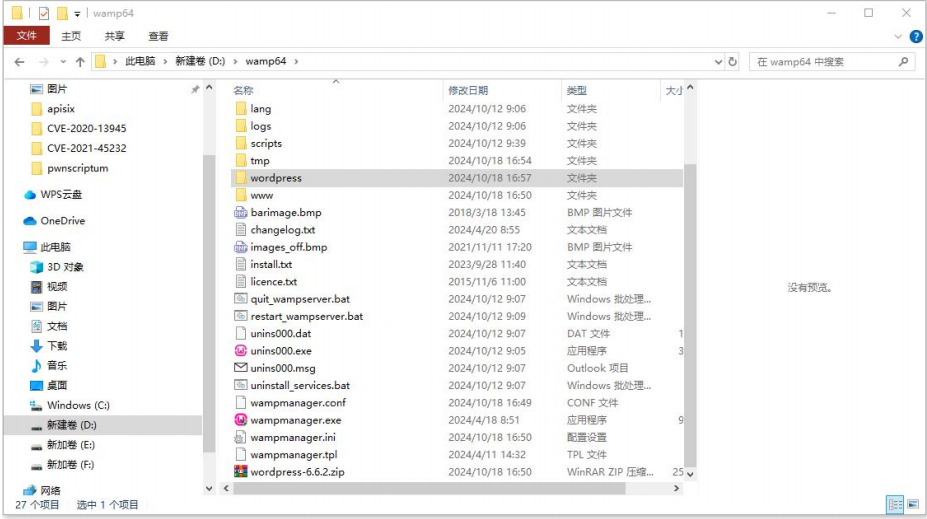 wamp64
文件 主页 共享 查看
此电脑 新建卷 (D:) wamp64 在 wamp64 中搜索
图片
apisix
CVE-2020-13945
CVE-2021-45232
pwnscriptum
WPS云盘
OneDrive
此电脑
3D 对象
视频
图片
文档
下载
音乐
桌面
Windows (C:)
新建卷 (D:)
新加卷 (E:)
新加卷 (F:)
网络
名称 修改日期 类型 大小
lang 2024/10/12 9:06 文件夹
logs 2024/10/12 9:06 文件夹
scripts 2024/10/12 9:39 文件夹
tmp 2024/10/18 16:54 文件夹
wordpress 2024/10/18 16:57 文件夹
www 2024/10/18 16:50 文件夹
barimage.bmp 2018/3/18 13:45 BMP 图片文件
changelog.txt 2024/4/20 8:55 文本文档
images_off.bmp 2021/11/11 17:20 BMP 图片文件
install.txt 2023/9/28 11:40 文本文档
licence.txt 2015/11/6 11:00 文本文档
quit_wampserver.bat 2024/10/12 9:07 Windows 批处理...
restart_wampserver.bat 2024/10/12 9:09 Windows 批处理...
unins000.dat 2024/10/12 9:07 DAT 文件 1
unins000.exe 2024/10/12 9:05 应用程序 3
unins000.msg 2024/10/12 9:07 Outlook 项目
uninstall_services.bat 2024/10/12 9:07 Windows 批处理...
wampmanager.conf 2024/10/18 16:49 CONF 文件
wampmanager.exe 2024/4/18 8:51 应用程序 9
wampmanager.ini 2024/10/18 16:50 配置设置
wampmanager.tpl 2024/4/11 14:32 TPL 文件
wordpress-6.6.2.zip 2024/10/18 16:50 WinRAR ZIP 压缩... 25
没有预览。
27 个项目 选中 1 个项目